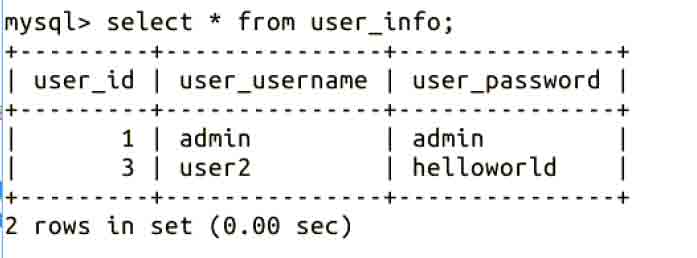 mysql> select * from user_info;
+---------+---------------+---------------+
| user_id | user_username | user_password |
+---------+---------------+---------------+
|       1 | admin         | admin         |
|       3 | user2         | helloworld    |
+---------+---------------+---------------+
2 rows in set (0.00 sec)